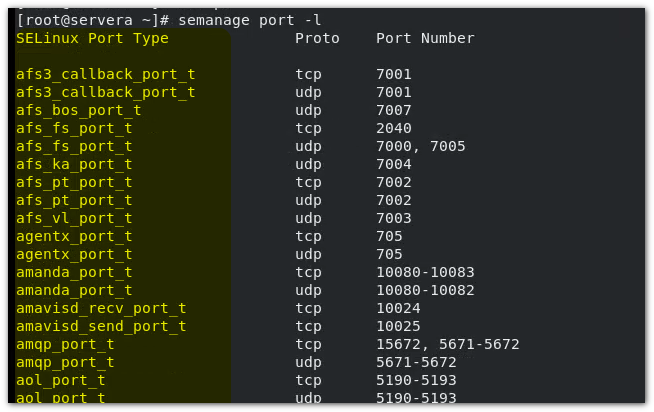 [root@servera ~]# semanage port -l
SELinux Port Type Proto Port Number
afs3_callback_port_t tcp 7001
afs3_callback_port_t udp 7001
afs_bos_port_t udp 7007
afs_fs_port_t tcp 2040
afs_fs_port_t udp 7000, 7005
afs_ka_port_t udp 7004
afs_pt_port_t tcp 7002
afs_pt_port_t udp 7002
afs_vl_port_t udp 7003
agentx_port_t tcp 705
agentx_port_t udp 705
amanda_port_t tcp 10080-10083
amanda_port_t udp 10080-10082
amavisd_recv_port_t tcp 10024
amavisd_send_port_t tcp 10025
amqp_port_t tcp 15672, 5671-5672
amqp_port_t udp 5671-5672
aol_port_t tcp 5190-5193
aol_port_t udp 5190-5193